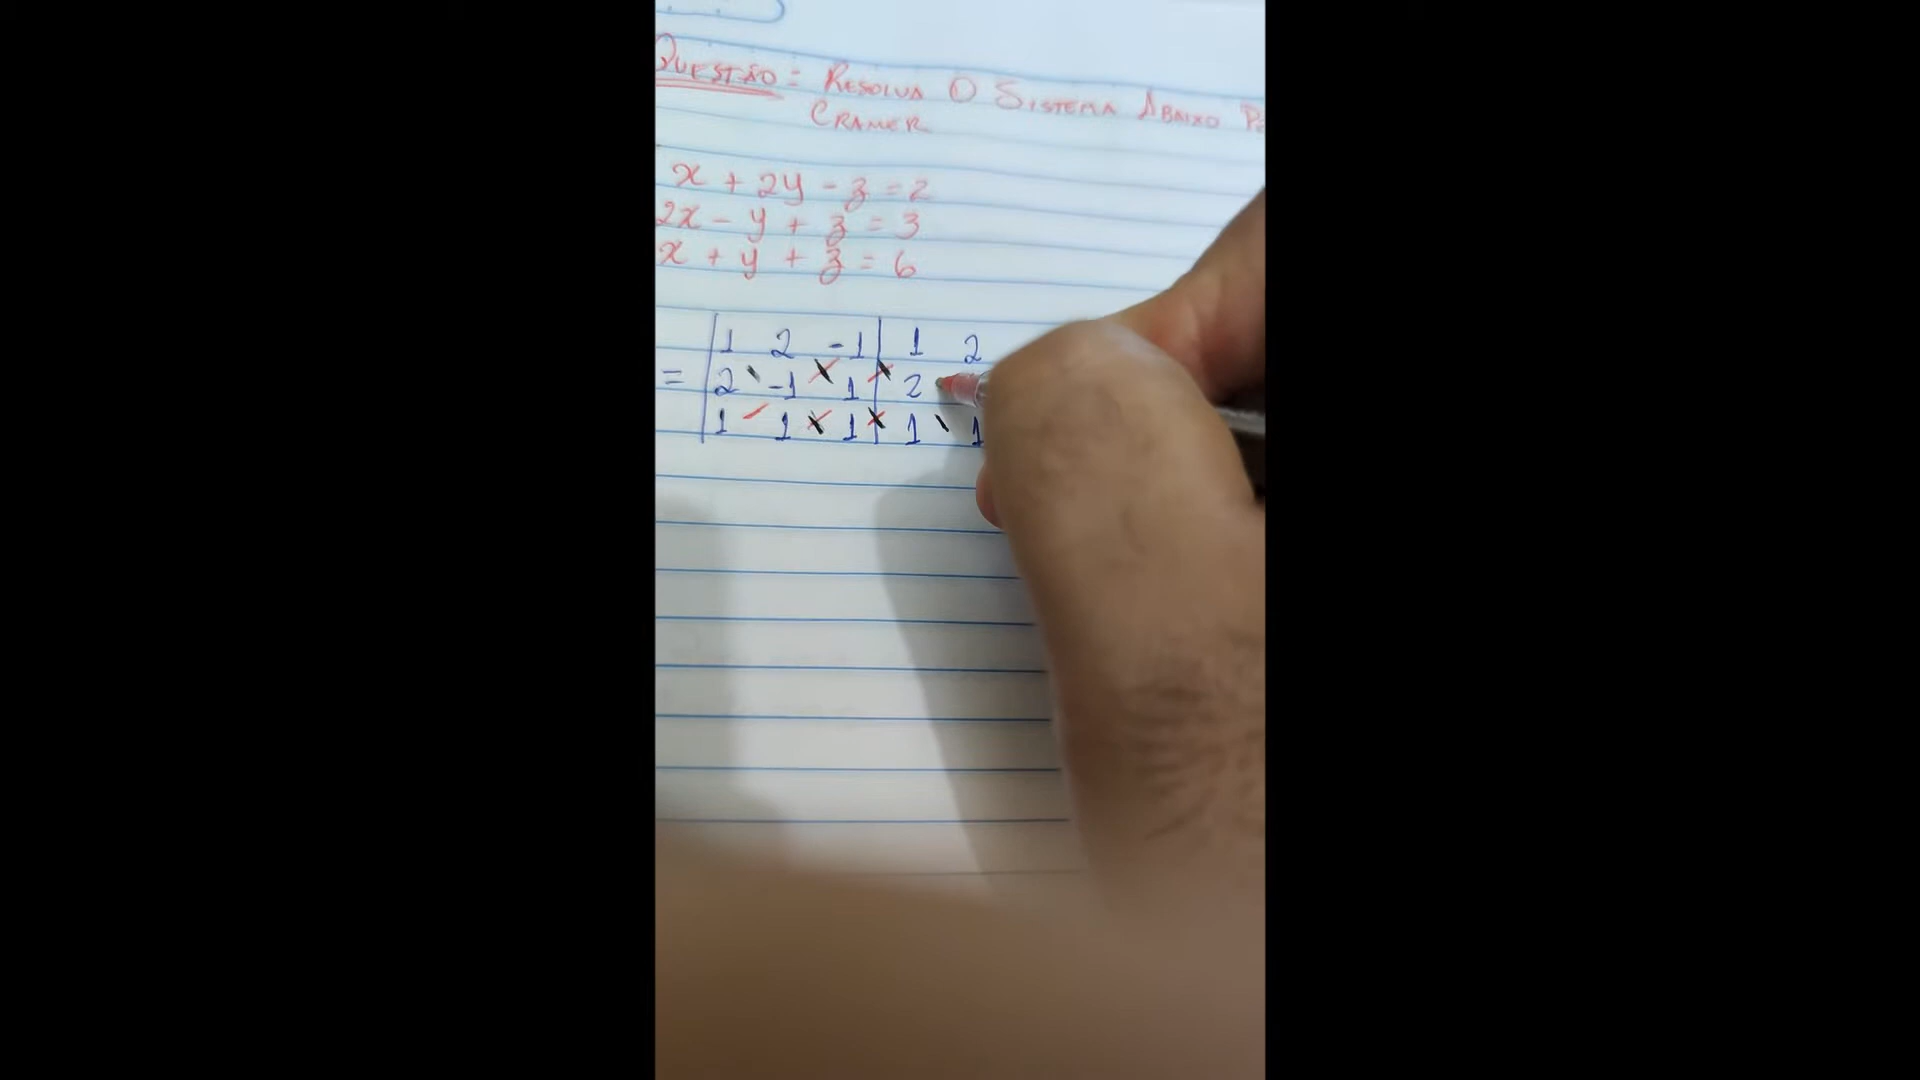 QUESTÃO = RESOLVA O SISTEMA ABAIXO
CRAMER
x + 2y - z = 2
2x - y + z = 3
x + y + z = 6
1 2 -1 | 1 2
= 2 -1 1 | 2
1 1 1 | 1 1